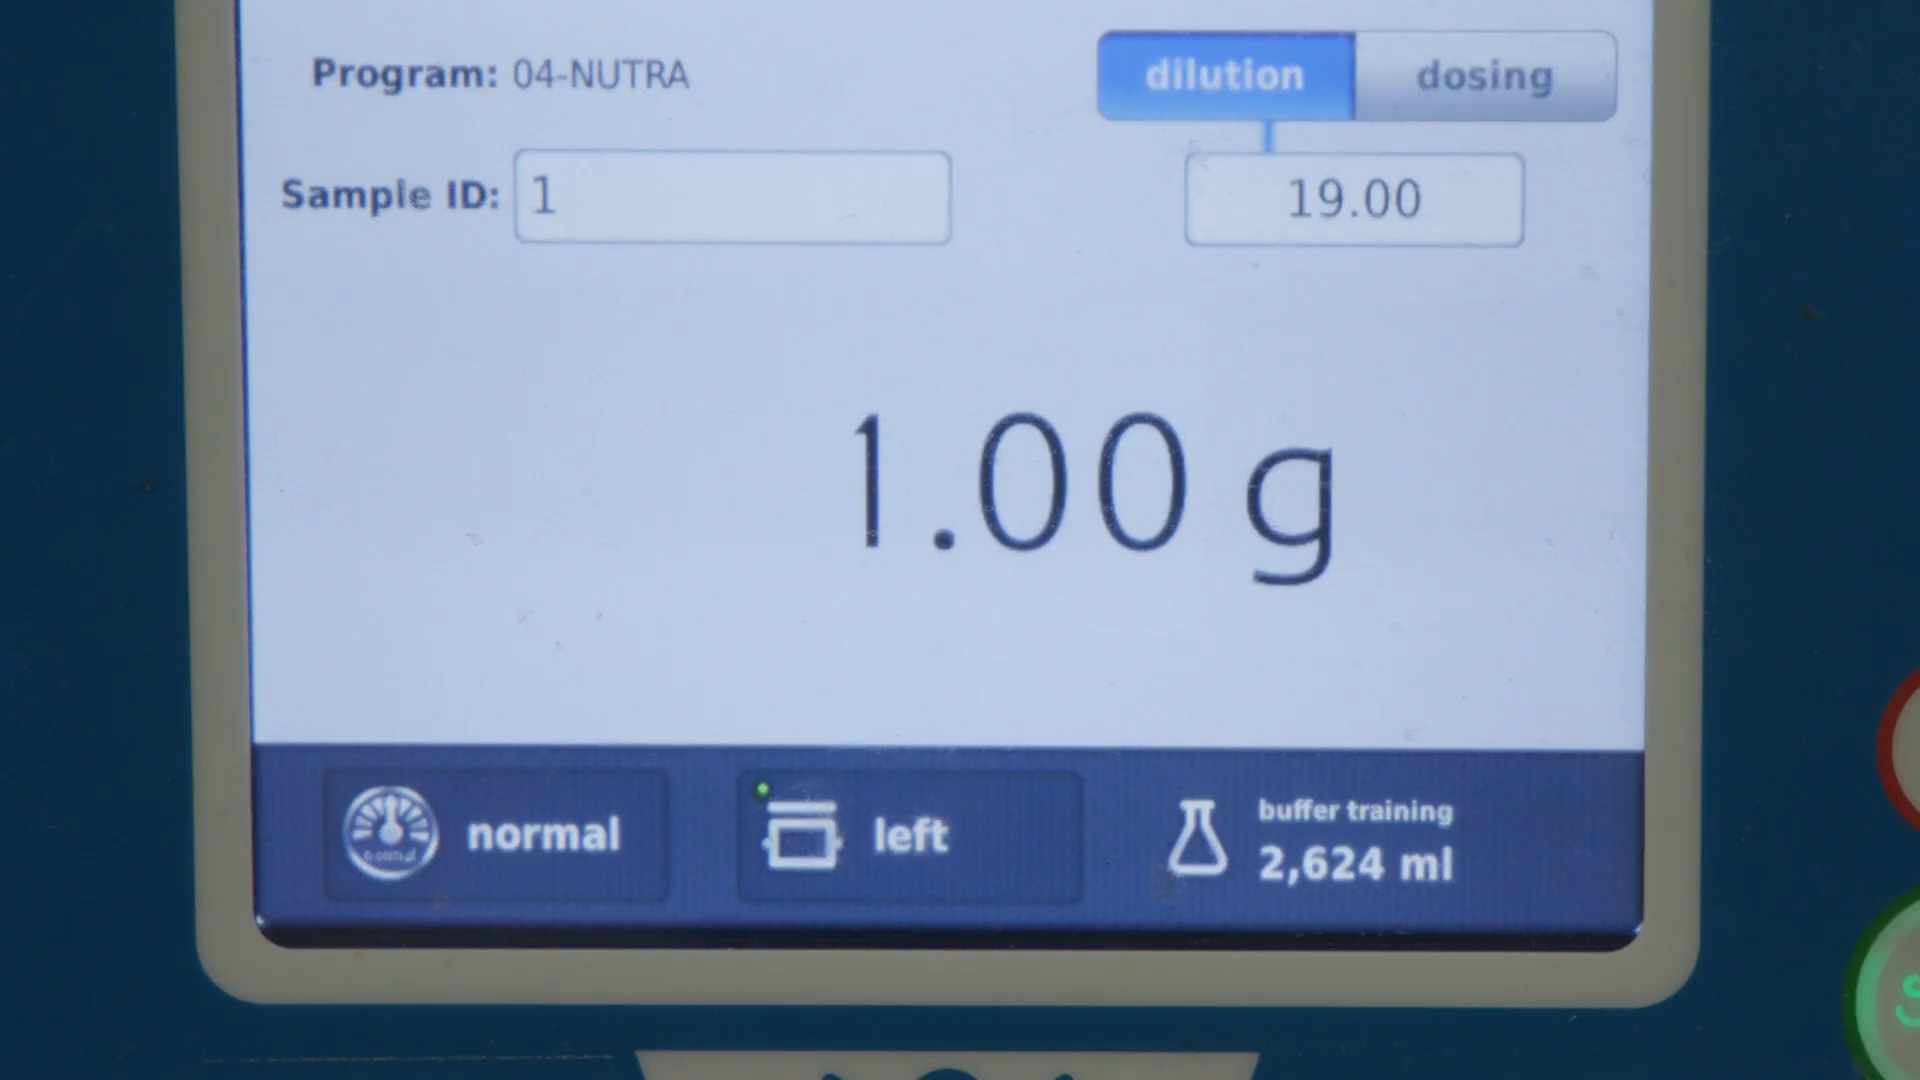 Program: 04-NUTRA
dilution dosing
Sample ID: 1
19.00
1.00 g
normal
normal
left
buffer training
2,624 ml